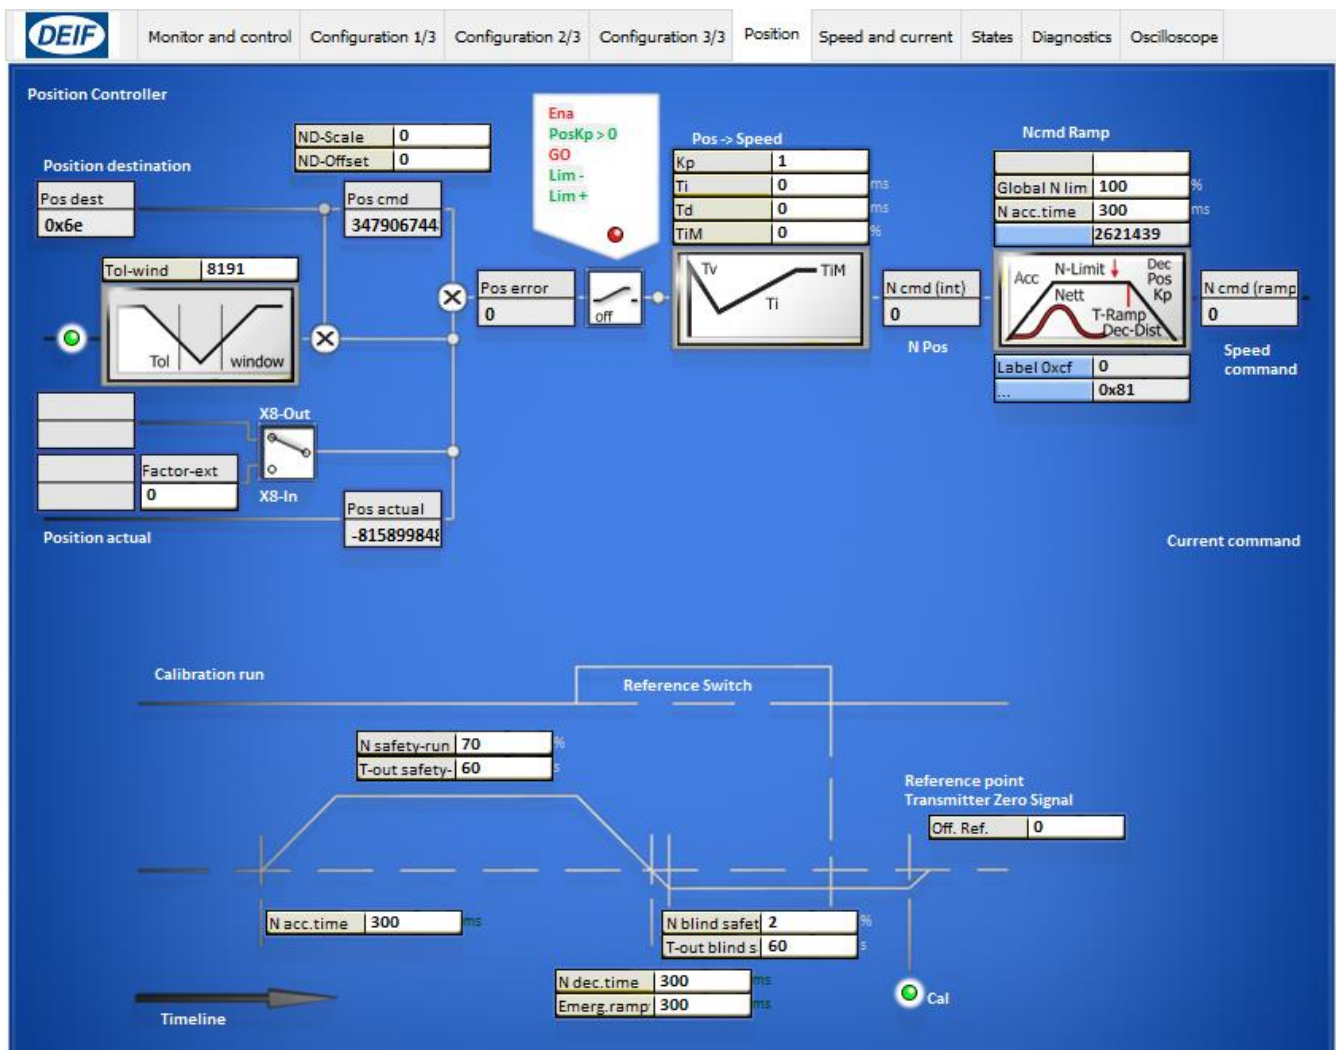 DEIF
Monitor and control
Configuration 1/3
Configuration 2/3
Configuration 3/3
Position
Speed and current
States
Diagnostics
Oscilloscope
Position Controller
Position destination
Pos dest
0x6e
ND-Scale 0
ND-Offset 0
Pos cmd
347906744
Tol-wind 8191
Tol window
X8-Out
X8-In
Factor-ext
0
Pos actual
-815899848
Position actual
Ena
PosKp > 0
GO
Lim -
Lim +
Pos error
0
off
Pos -> Speed
Kp 1
Ti 0 ms
Td 0 ms
TiM 0 %
Tv
TiM
Ti
N cmd (int)
0
N Pos
Ncmd Ramp
Global N lim 100 %
N acc.time 300 ms
2621439
Acc
N-Limit
Dec
Pos
Kp
Nett
T-Ramp
Dec-Dist
Label 0xcf 0
... 0x81
N cmd (ramp
0
Speed
command
Current command
Calibration run
Reference Switch
N safety-run 70 %
T-out safety- 60 s
Reference point
Transmitter Zero Signal
Off. Ref. 0
N acc.time 300 ms
N blind safet 2 %
T-out blind s 60 s
N dec.time 300 ms
Emerg.ramp 300 ms
Cal
Timeline